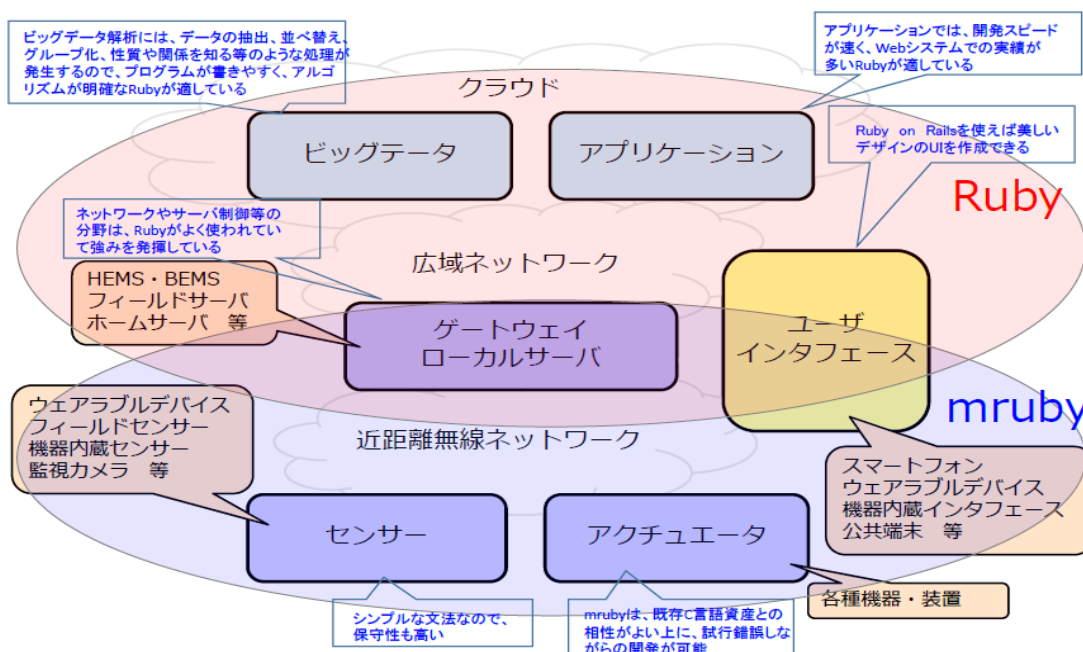 ビッグデータ解析には、データの抽出、並べ替え、
グループ化、性質や関係を知る等のような処理が
発生するので、プログラムが書きやすく、アルゴ
リズムが明確なRubyが適している
アプリケーションでは、開発スピード
が速く、Webシステムでの実績が
多いRubyが適している
クラウド
ビッグテータ
アプリケーション
Ruby on Railsを使えば美しい
デザインのUIを作成できる
Ruby
ネットワークやサーバ制御等の
分野は、Rubyがよく使われてい
て強みを発揮している
広域ネットワーク
HEMS・BEMS
フィールドサーバ
ホームサーバ 等
ゲートウェイ
ローカルサーバ
ユーザ
インタフェース
mruby
ウェアラブルデバイス
フィールドセンサー
機器内蔵センサー
監視カメラ 等
近距離無線ネットワーク
スマートフォン
ウェアラブルデバイス
機器内蔵インタフェース
公共端末 等
センサー
アクチュエータ
各種機器・装置
シンプルな文法なので、
保守性も高い
mrubyは、既存C言語資産との
相性がよい上に、試行錯誤しな
がらの開発が可能